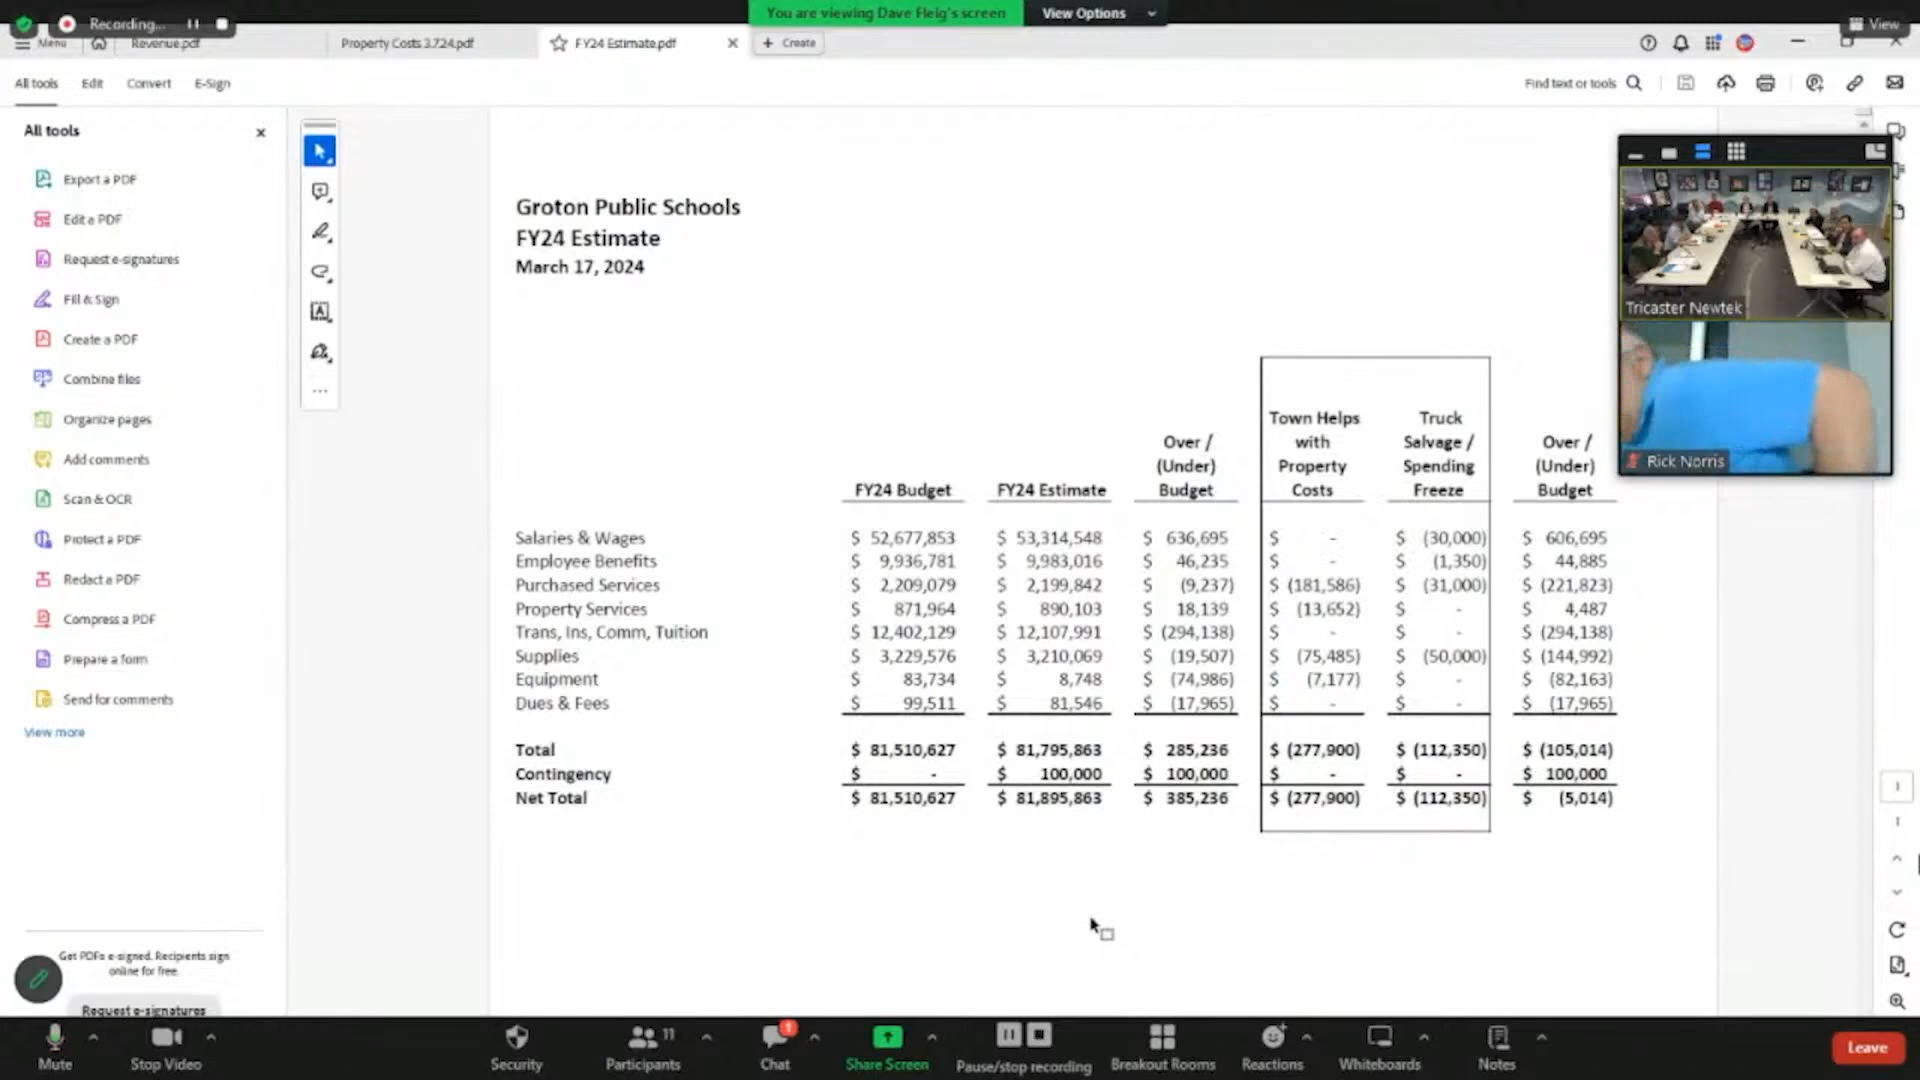 Recording...
You are viewing Dave Fleig's screen
View Options
View
Menu
Revenue.pdf
Property Costs 3.7.24.pdf
FY24 Estimate.pdf
Create
All tools
Edit
Convert
E-Sign
Find text or tools
All tools
Export a PDF
Edit a PDF
Request e-signatures
Fill & Sign
Create a PDF
Combine files
Organize pages
Add comments
Scan & OCR
Protect a PDF
Redact a PDF
Compress a PDF
Prepare a form
Send for comments
View more
Get PDFs e-signed. Recipients sign
online for free.
Request e-signatures
Groton Public Schools
FY24 Estimate
March 17, 2024
Town Helps Truck
Over / with Salvage / Over /
(Under) Property Spending (Under)
FY24 Budget FY24 Estimate Budget Costs Freeze Budget
Salaries & Wages $ 52,677,853 $ 53,314,548 $ 636,695 $ - $ (30,000) $ 606,695
Employee Benefits $ 9,936,781 $ 9,983,016 $ 46,235 $ - $ (1,350) $ 44,885
Purchased Services $ 2,209,079 $ 2,199,842 $ (9,237) $ (181,586) $ (31,000) $ (221,823)
Property Services $ 871,964 $ 890,103 $ 18,139 $ (13,652) $ - $ 4,487
Trans, Ins, Comm, Tuition $ 12,402,129 $ 12,107,991 $ (294,138) $ - $ - $ (294,138)
Supplies $ 3,229,576 $ 3,210,069 $ (19,507) $ (75,485) $ (50,000) $ (144,992)
Equipment $ 83,734 $ 8,748 $ (74,986) $ (7,177) $ - $ (82,163)
Dues & Fees $ 99,511 $ 81,546 $ (17,965) $ - $ - $ (17,965)
Total $ 81,510,627 $ 81,795,863 $ 285,236 $ (277,900) $ (112,350) $ (105,014)
Contingency $ - $ 100,000 $ 100,000 $ - $ - $ 100,000
Net Total $ 81,510,627 $ 81,895,863 $ 385,236 $ (277,900) $ (112,350) $ (5,014)
Tricaster Newtek
Rick Norris
1
1
Mute
Stop Video
Security
Participants 11
Chat 1
Share Screen
Pause/stop recording
Breakout Rooms
Reactions
Whiteboards
Notes
Leave